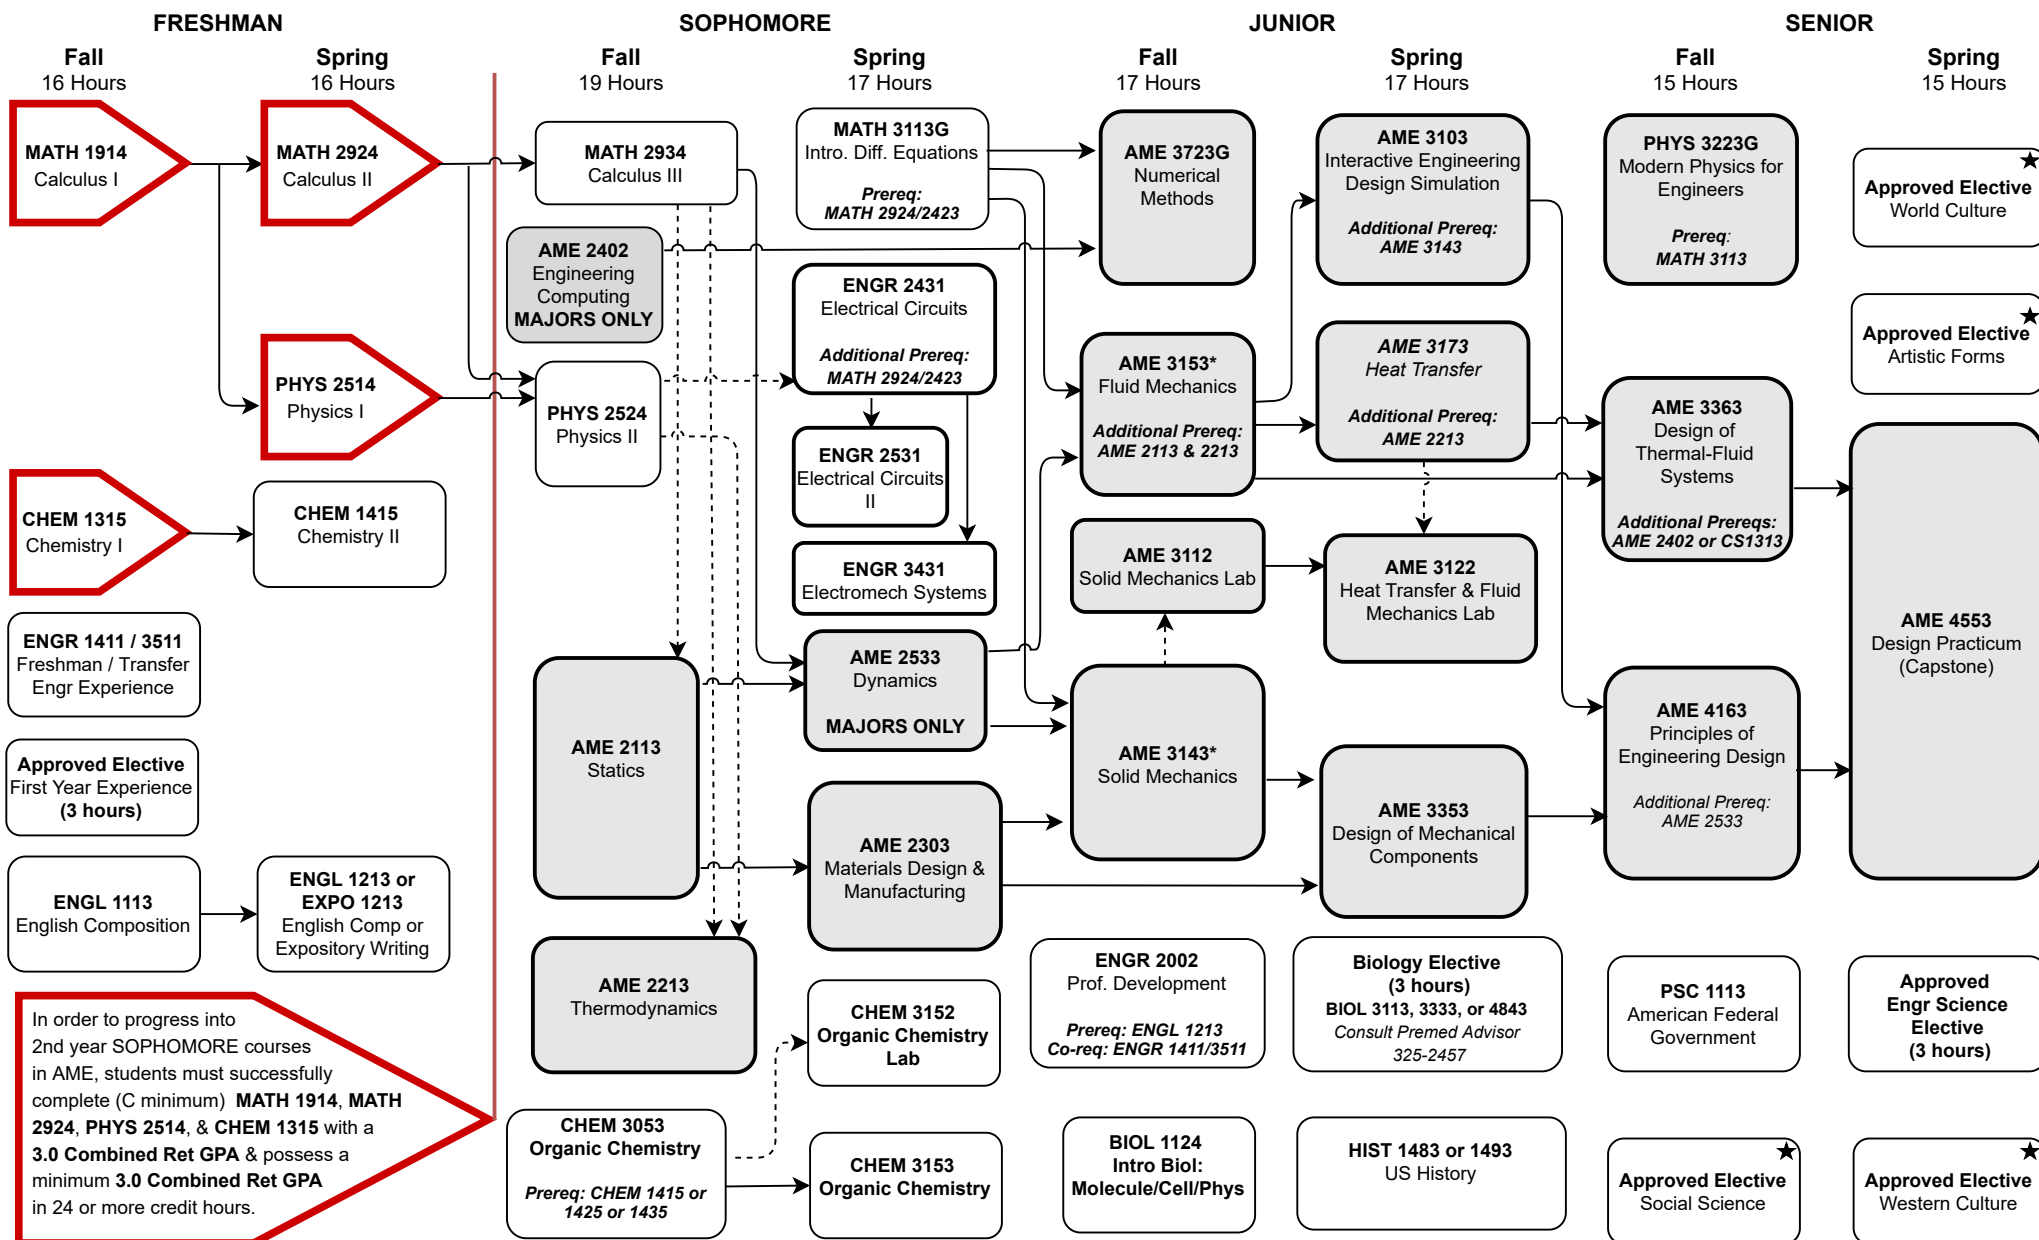 FRESHMAN
SOPHOMORE
JUNIOR
SENIOR
Fall
16 Hours
Spring
16 Hours
Fall
19 Hours
Spring
17 Hours
Fall
17 Hours
Spring
17 Hours
Fall
15 Hours
Spring
15 Hours
MATH 1914
Calculus I
CHEM 1315
Chemistry I
ENGR 1411 / 3511
Freshman / Transfer
Engr Experience
Approved Elective
First Year Experience
(3 hours)
ENGL 1113
English Composition
In order to progress into
2nd year SOPHOMORE courses
in AME, students must successfully
complete (C minimum) MATH 1914, MATH
2924, PHYS 2514, & CHEM 1315 with a
3.0 Combined Ret GPA & possess a
minimum 3.0 Combined Ret GPA
in 24 or more credit hours.
MATH 2924
Calculus II
PHYS 2514
Physics I
CHEM 1415
Chemistry II
ENGL 1213 or
EXPO 1213
English Comp or
Expository Writing
MATH 2934
Calculus III
AME 2402
Engineering
Computing
MAJORS ONLY
PHYS 2524
Physics II
AME 2113
Statics
AME 2213
Thermodynamics
CHEM 3053
Organic Chemistry
Prereq: CHEM 1415 or
1425 or 1435
MATH 3113G
Intro. Diff. Equations
Prereq:
MATH 2924/2423
ENGR 2431
Electrical Circuits
Additional Prereq:
MATH 2924/2423
ENGR 2531
Electrical Circuits
II
ENGR 3431
Electromech Systems
AME 2533
Dynamics
MAJORS ONLY
AME 2303
Materials Design &
Manufacturing
CHEM 3152
Organic Chemistry
Lab
CHEM 3153
Organic Chemistry
AME 3723G
Numerical
Methods
AME 3153*
Fluid Mechanics
Additional Prereq:
AME 2113 & 2213
AME 3112
Solid Mechanics Lab
AME 3143*
Solid Mechanics
ENGR 2002
Prof. Development
Prereq: ENGL 1213
Co-req: ENGR 1411/3511
BIOL 1124
Intro Biol:
Molecule/Cell/Phys
AME 3103
Interactive Engineering
Design Simulation
Additional Prereq:
AME 3143
AME 3173
Heat Transfer
Additional Prereq:
AME 2213
AME 3122
Heat Transfer & Fluid
Mechanics Lab
AME 3353
Design of Mechanical
Components
Biology Elective
(3 hours)
BIOL 3113, 3333, or 4843
Consult Premed Advisor
325-2457
HIST 1483 or 1493
US History
PHYS 3223G
Modern Physics for
Engineers
Prereq:
MATH 3113
AME 3363
Design of
Thermal-Fluid
Systems
Additional Prereqs:
AME 2402 or CS1313
AME 4163
Principles of
Engineering Design
Additional Prereq:
AME 2533
PSC 1113
American Federal
Government
Approved Elective
Social Science
Approved Elective
World Culture
Approved Elective
Artistic Forms
AME 4553
Design Practicum
(Capstone)
Approved
Engr Science
Elective
(3 hours)
Approved Elective
Western Culture